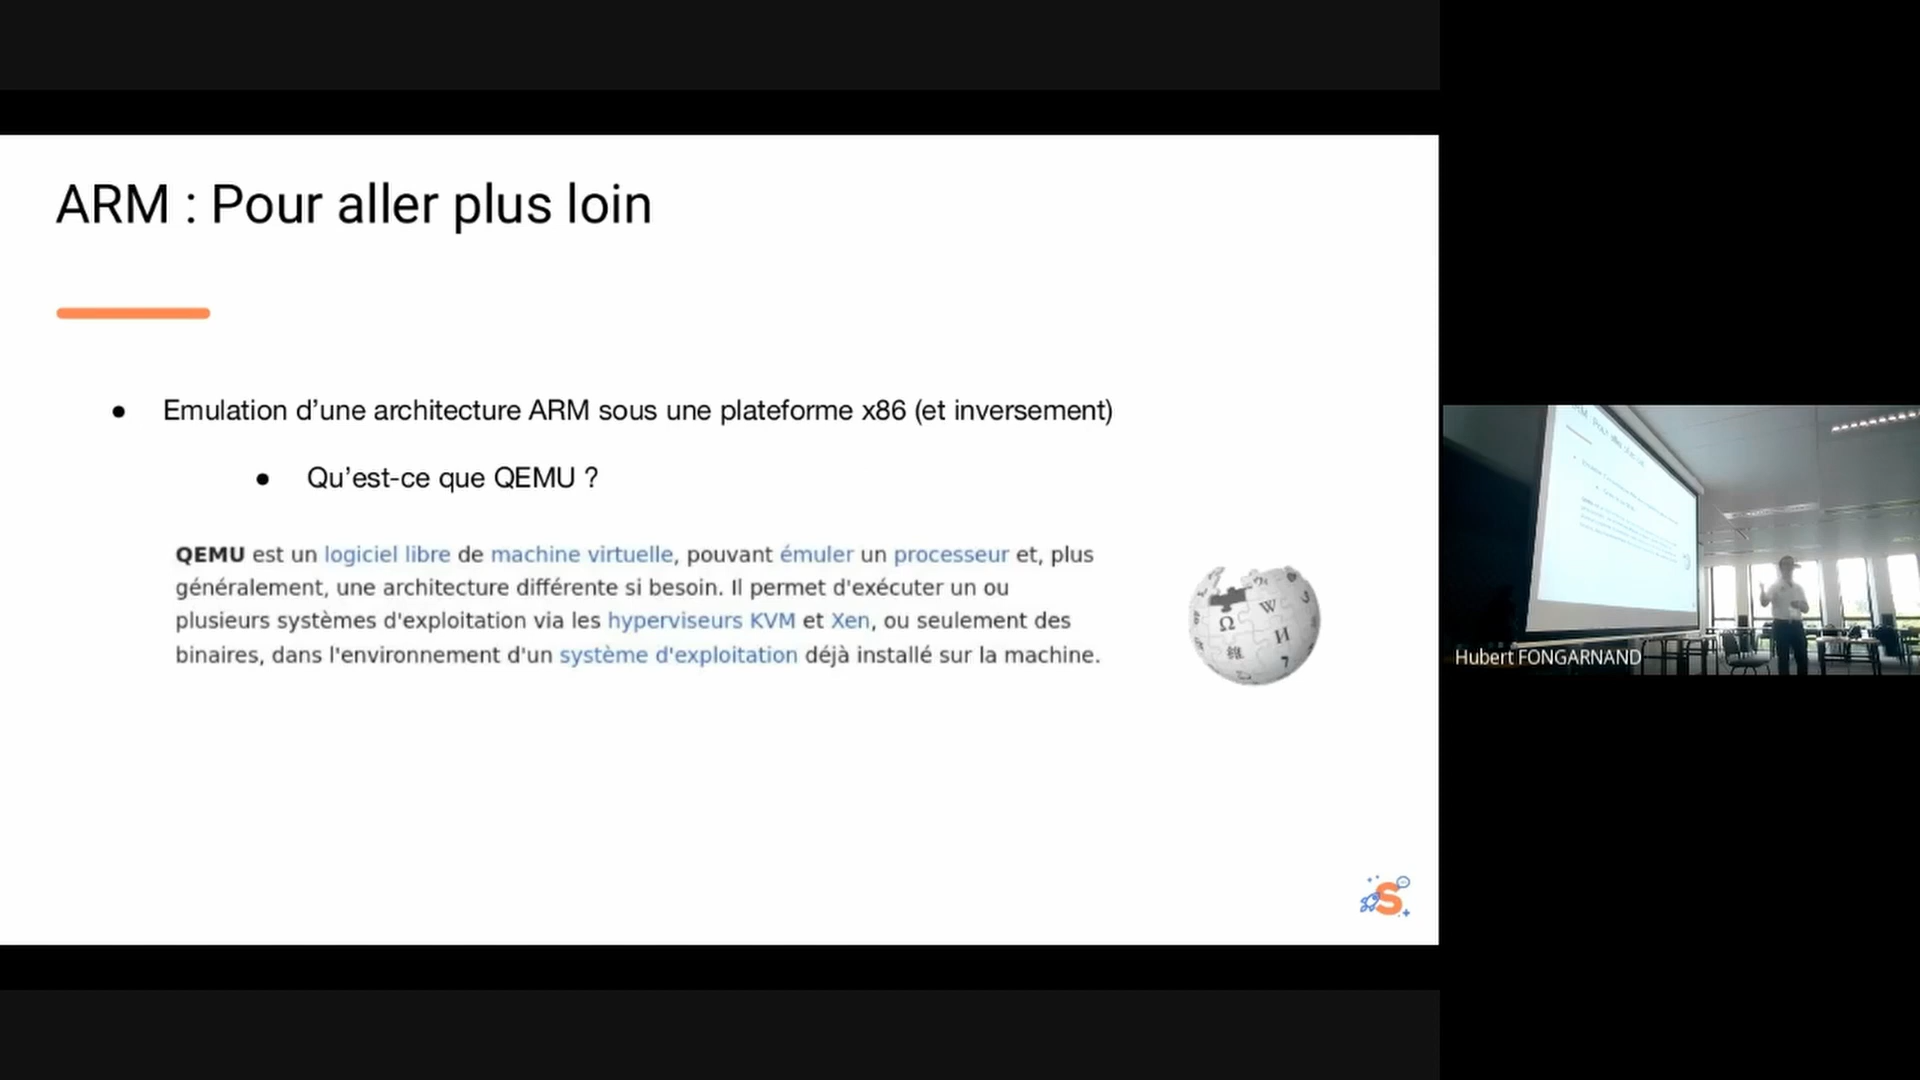 ARM : Pour aller plus loin
● Emulation d’une architecture ARM sous une plateforme x86 (et inversement)
● Qu’est-ce que QEMU ?
QEMU est un logiciel libre de machine virtuelle, pouvant émuler un processeur et, plus
généralement, une architecture différente si besoin. Il permet d'exécuter un ou
plusieurs systèmes d'exploitation via les hyperviseurs KVM et Xen, ou seulement des
binaires, dans l'environnement d'un système d'exploitation déjà installé sur la machine.
Ω W И 維
S
Hubert FONGARNAND